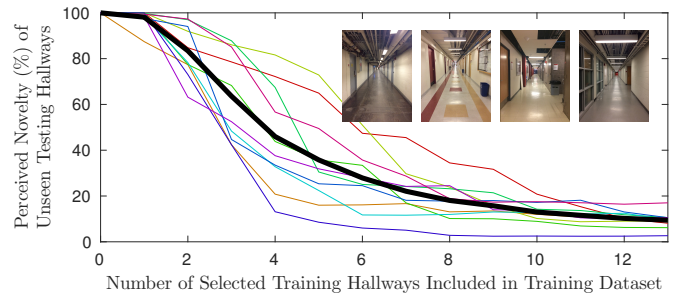 Perceived Novelty (%) of
Unseen Testing Hallways
100
80
60
40
20
0
0 2 4 6 8 10 12
Number of Selected Training Hallways Included in Training Dataset